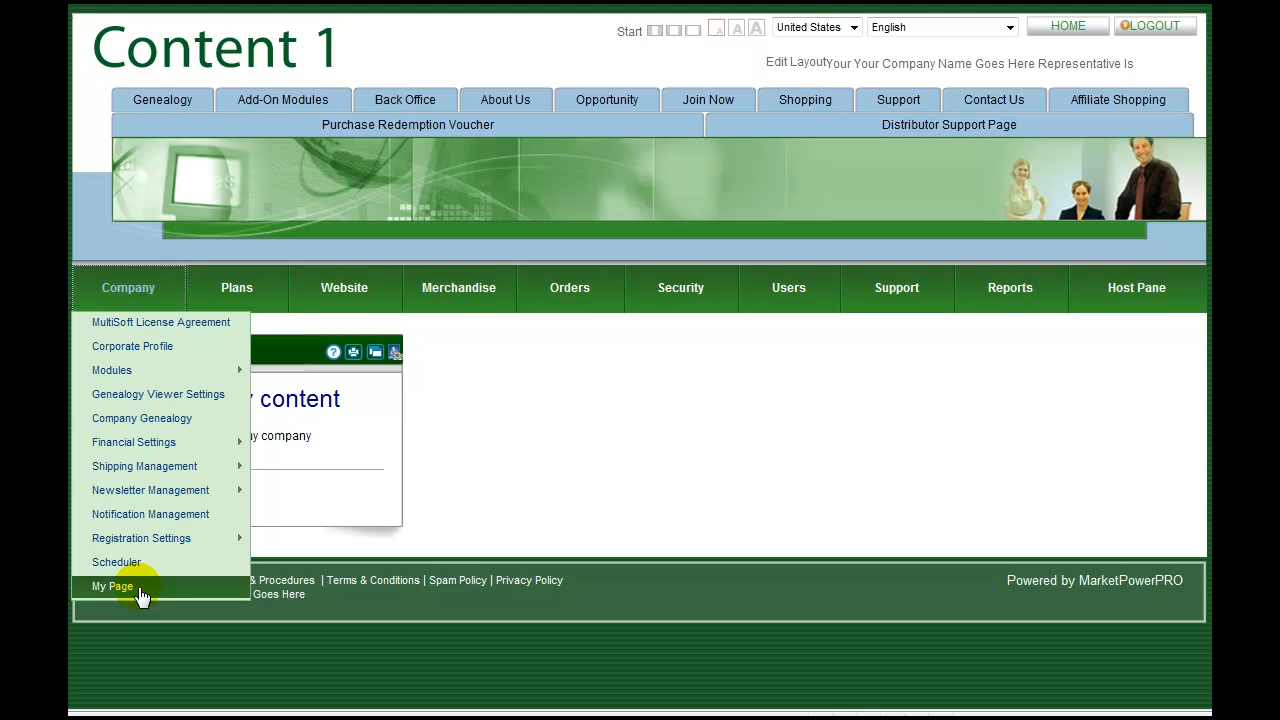 Content 1
Start A A A United States English HOME LOGOUT
Edit LayoutYour Your Company Name Goes Here Representative Is
Genealogy Add-On Modules Back Office About Us Opportunity Join Now Shopping Support Contact Us Affiliate Shopping
Purchase Redemption Voucher Distributor Support Page
Company Plans Website Merchandise Orders Security Users Support Reports Host Pane
MultiSoft License Agreement
Corporate Profile
Modules
Genealogy Viewer Settings
Company Genealogy
Financial Settings
Shipping Management
Newsletter Management
Notification Management
Registration Settings
Scheduler
My Page
content
company
& Procedures | Terms & Conditions | Spam Policy | Privacy Policy
Goes Here
Powered by MarketPowerPRO